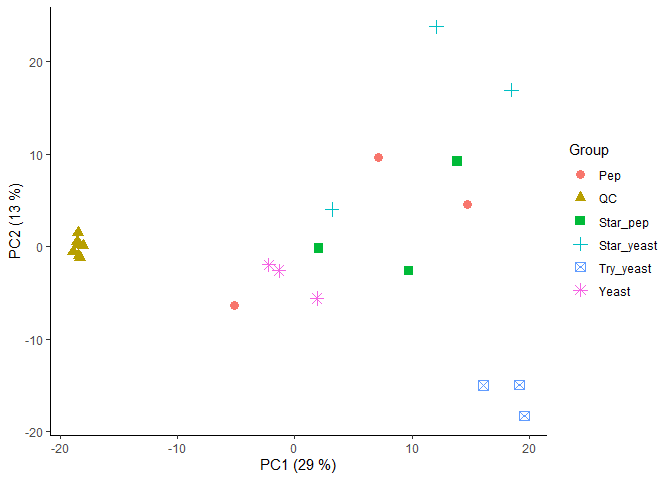 20
10
0
-10
-20
PC2 (13 %)
-20
-10
0
10
20
PC1 (29 %)
Group
Pep
QC
Star_pep
Star_yeast
Try_yeast
Yeast